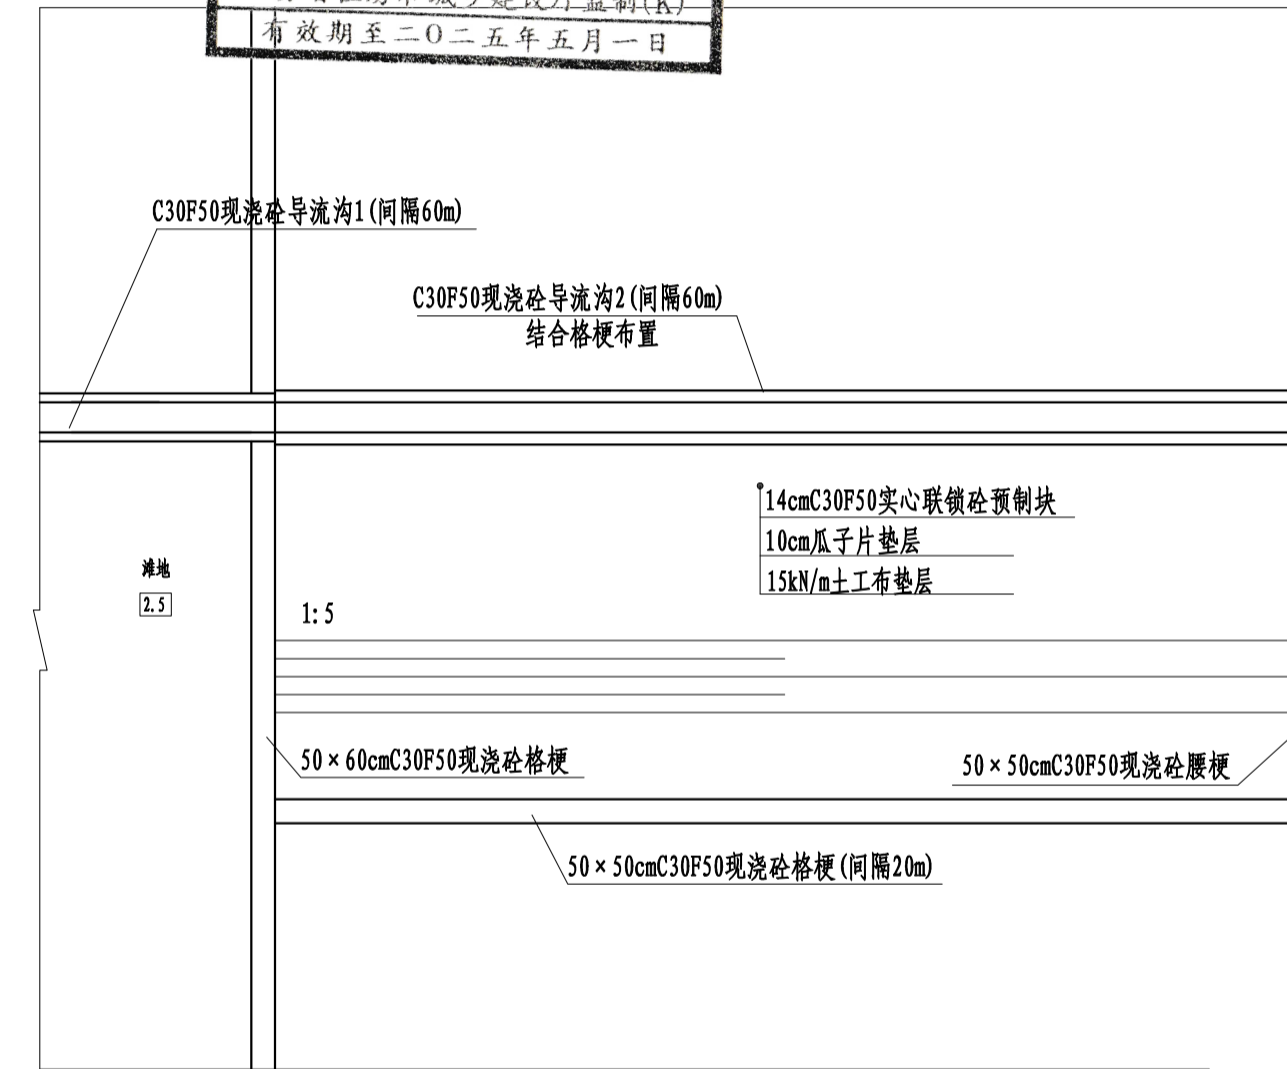 有效期至二〇二五年五月一日
C30F50现浇砼导流沟1(间隔60m)
C30F50现浇砼导流沟2(间隔60m)
结合格梗布置
14cmC30F50实心联锁砼预制块
10cm瓜子片垫层
15kN/m土工布垫层
滩地
2.5
1:5
50×60cmC30F50现浇砼格梗
50×50cmC30F50现浇砼腰梗
50×50cmC30F50现浇砼格梗(间隔20m)